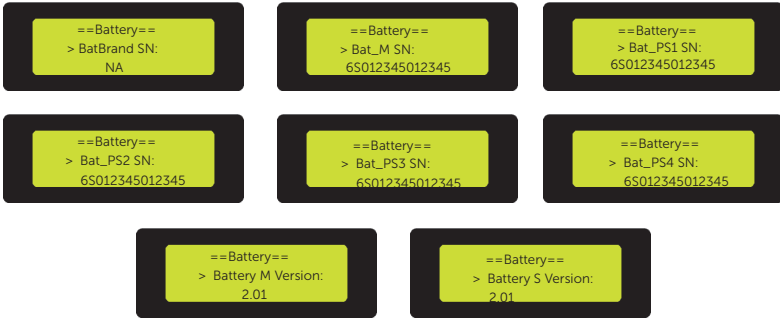 ==Battery==
> BatBrand SN:
NA
==Battery==
> Bat_M SN:
6S012345012345
==Battery==
> Bat_PS1 SN:
6S012345012345
==Battery==
> Bat_PS2 SN:
6S012345012345
==Battery==
> Bat_PS3 SN:
6S012345012345
==Battery==
> Bat_PS4 SN:
6S012345012345
==Battery==
> Battery M Version:
2.01
==Battery==
> Battery S Version:
2.01